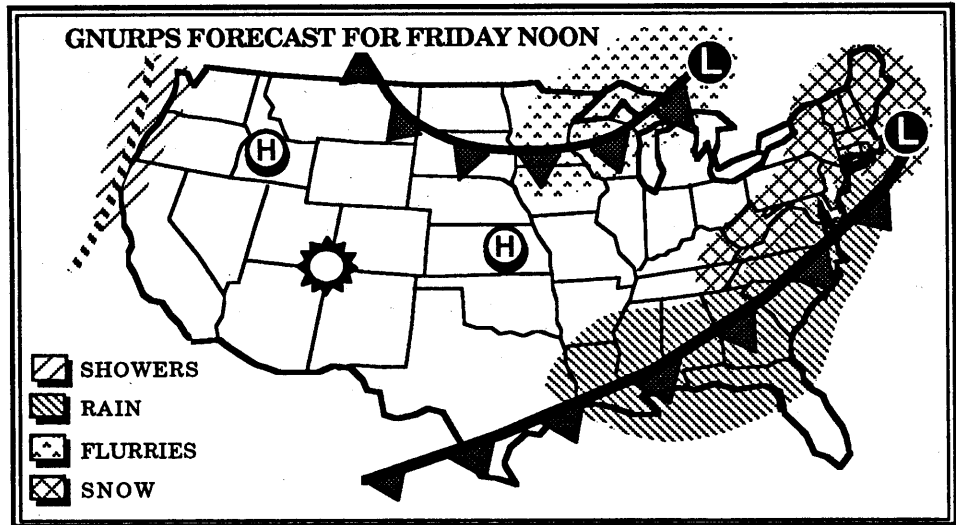 GNURPS FORECAST FOR FRIDAY NOON
L
L
H
H
SHOWERS
RAIN
FLURRIES
SNOW